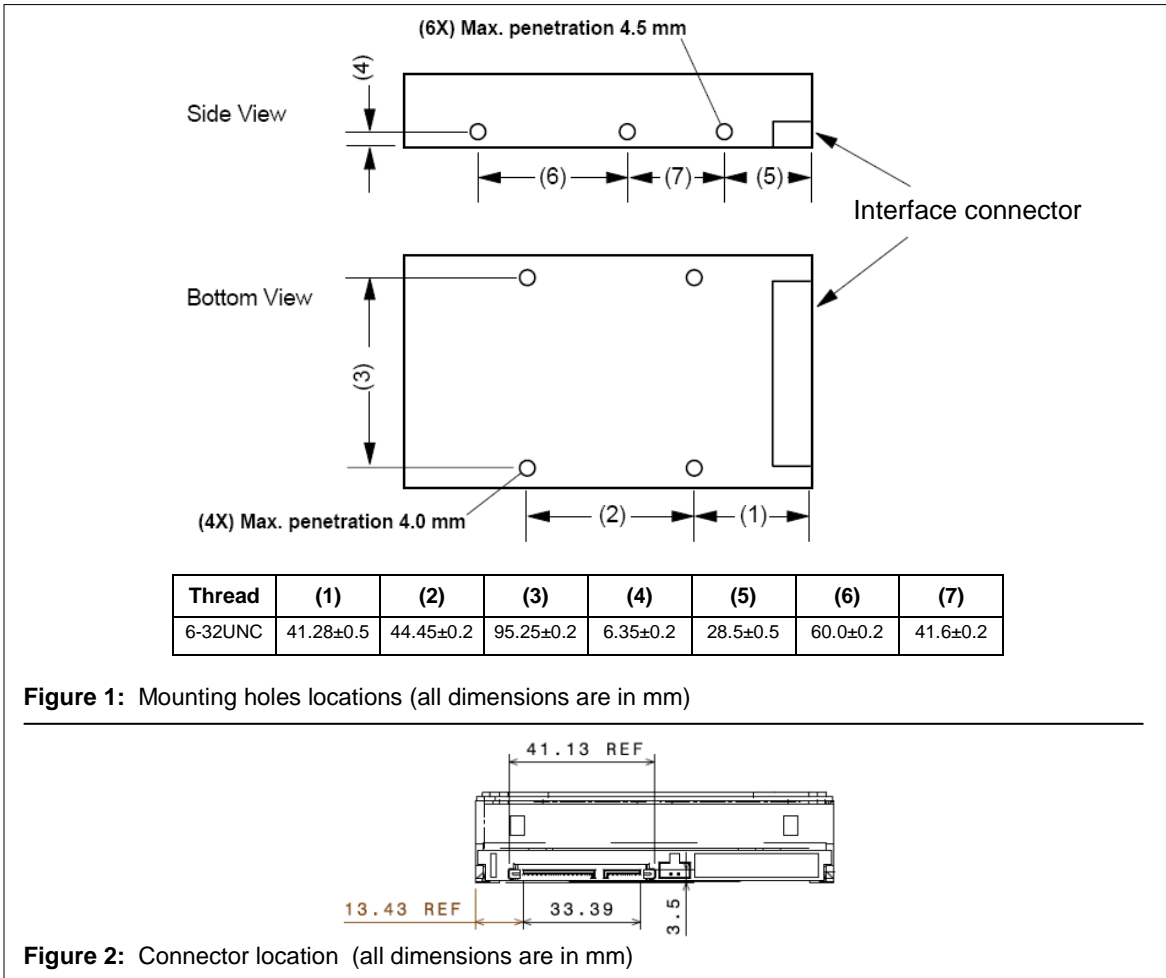 (6X) Max. penetration 4.5 mm
(4)
Side View
(6) (7) (5)
Interface connector
Bottom View
(3)
(2) (1)
(4X) Max. penetration 4.0 mm
Thread (1) (2) (3) (4) (5) (6) (7)
6-32UNC 41.28±0.5 44.45±0.2 95.25±0.2 6.35±0.2 28.5±0.5 60.0±0.2 41.6±0.2
Figure 1: Mounting holes locations (all dimensions are in mm)
41.13 REF
13.43 REF 33.39 3.5
Figure 2: Connector location (all dimensions are in mm)